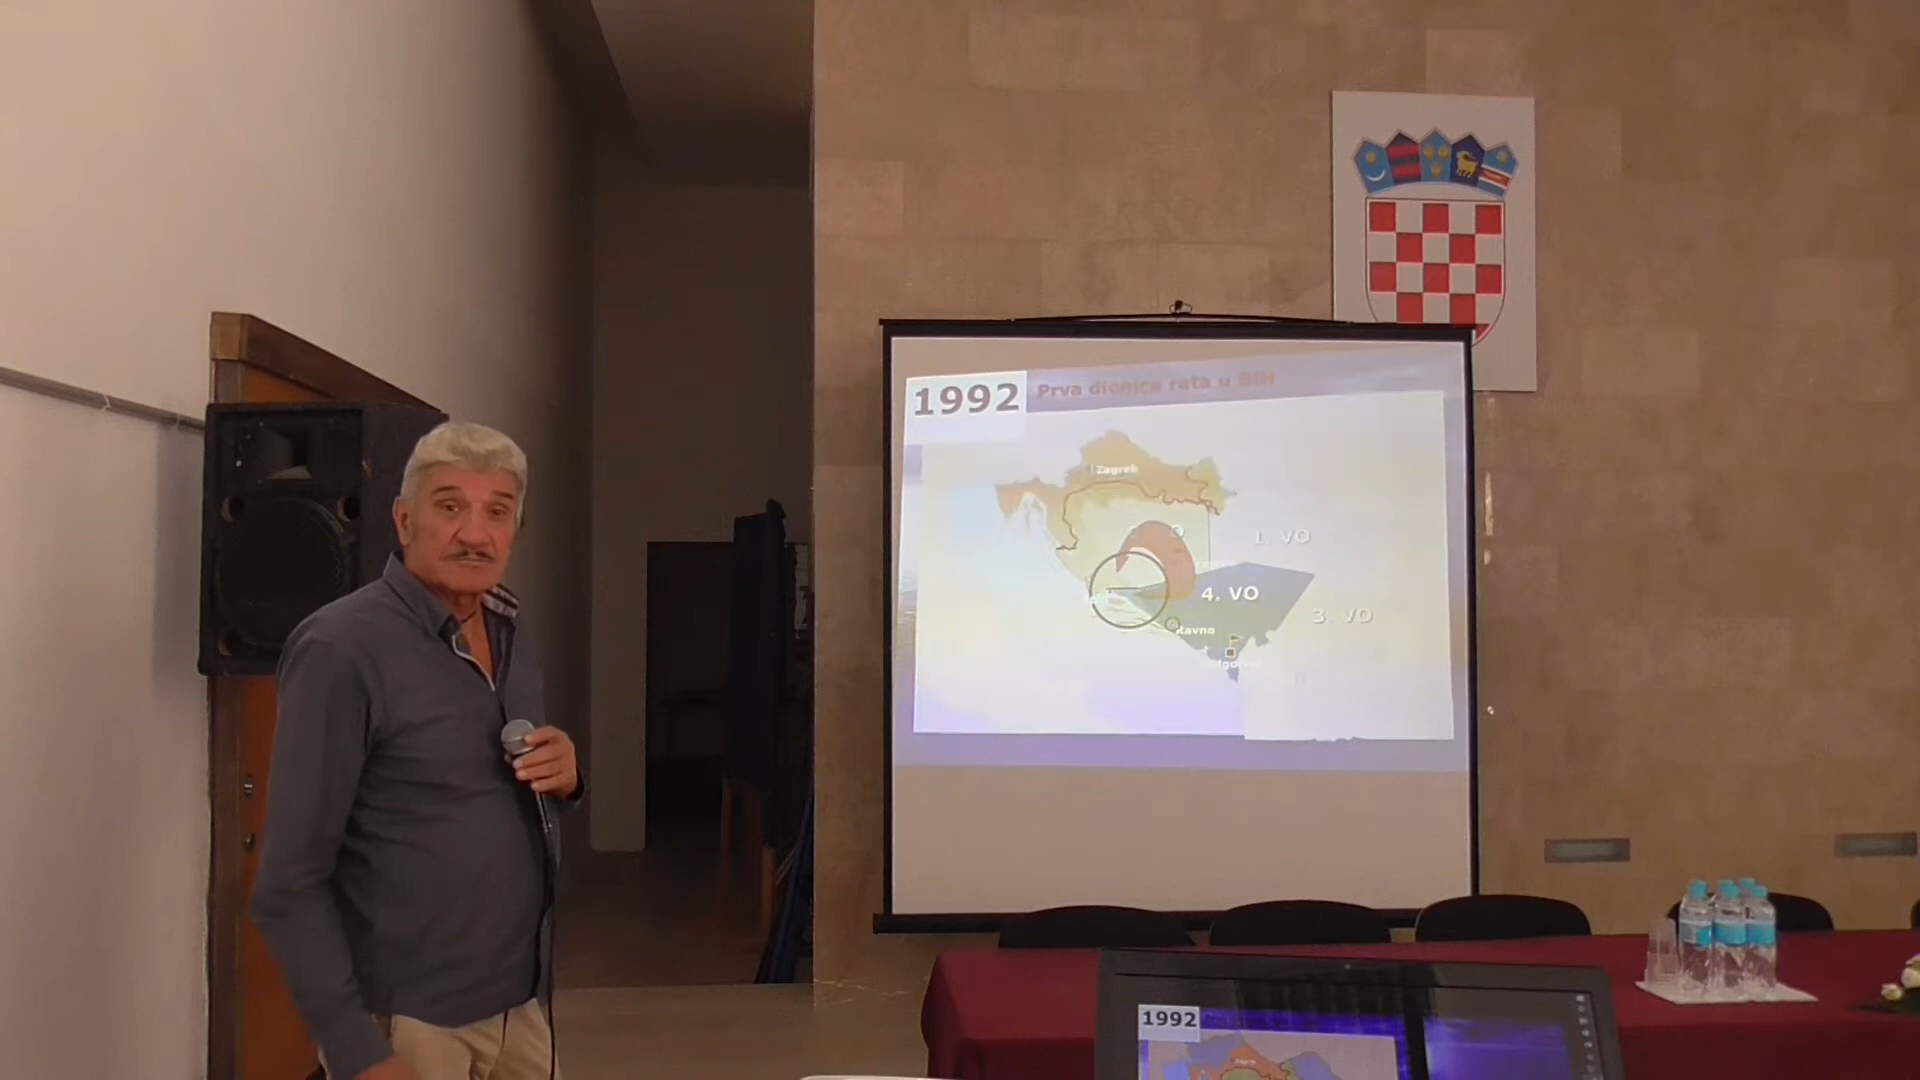 1992
Prva dionica rata u BiH
Zagreb
1. VO
4. VO
3. VO
Ravno
1992